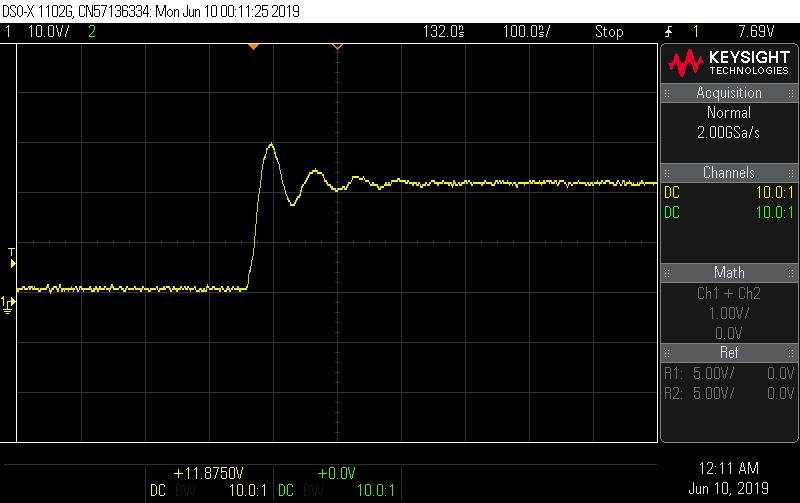 DSO-X 1102G, CN57136334: Mon Jun 10 00:11:25 2019
1 10.0V/ 2 132.0ns 100.0ns/ Stop 1 7.69V
KEYSIGHT
TECHNOLOGIES
Acquisition
Normal
2.00GSa/s
Channels
DC 10.0:1
DC 10.0:1
T
1
Math
Ch1 + Ch2
1.00V/
0.0V
Ref
R1: 5.00V/ 0.0V
R2: 5.00V/ 0.0V
+11.8750V +0.0V
DC BW 10.0:1 DC BW 10.0:1
12:11 AM
Jun 10, 2019